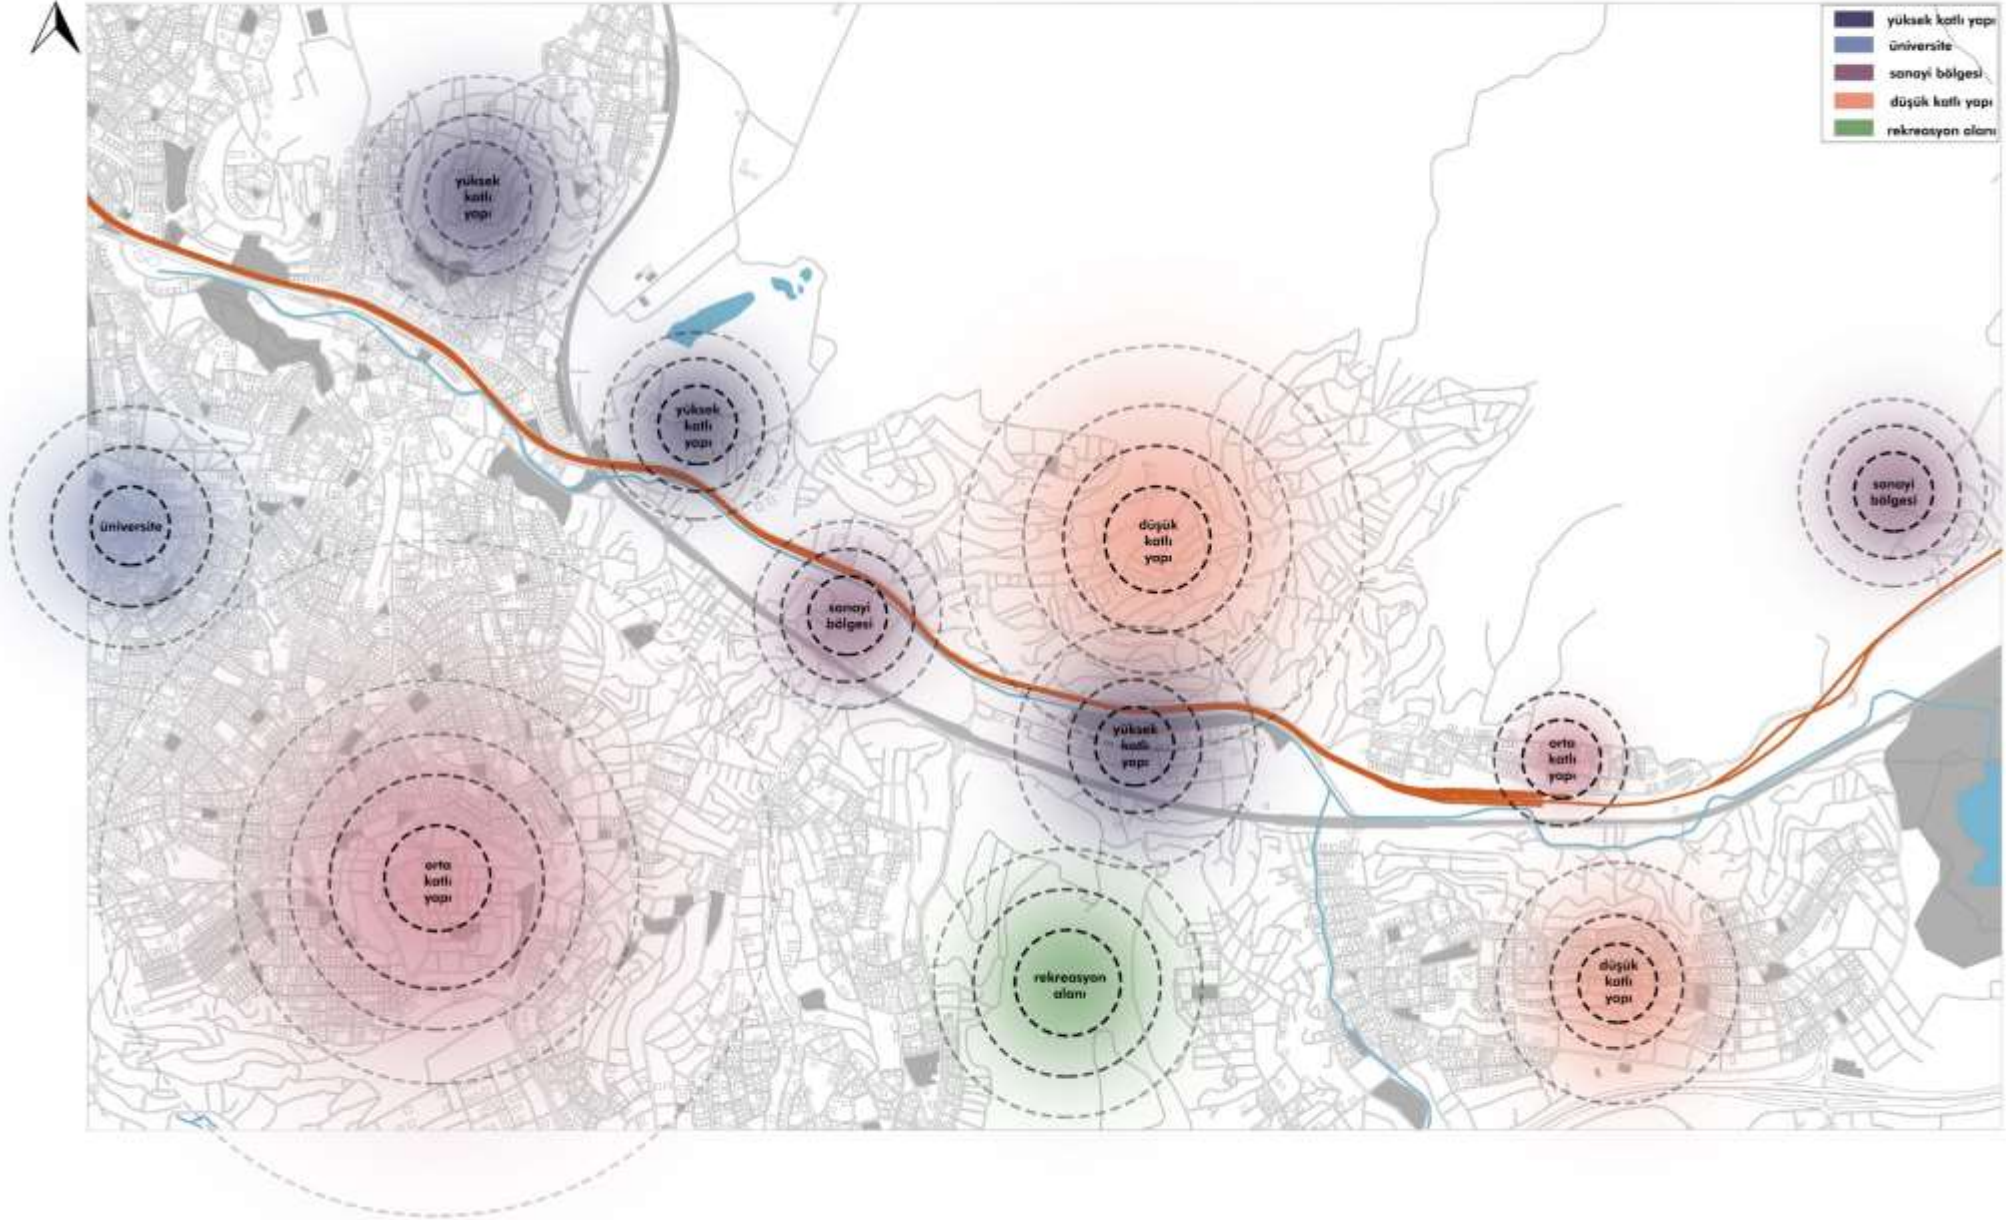 yüksek katlı yapı
üniversite
sanayi bölgesi
düşük katlı yapı
rekreasyon alanı
yüksek
katlı
yapı
yüksek
katlı
yapı
üniversite
sanayi
bölgesi
düşük
katlı
yapı
sanayi
bölgesi
yüksek
katlı
yapı
orta
katlı
yapı
orta
katlı
yapı
rekreasyon
alanı
düşük
katlı
yapı